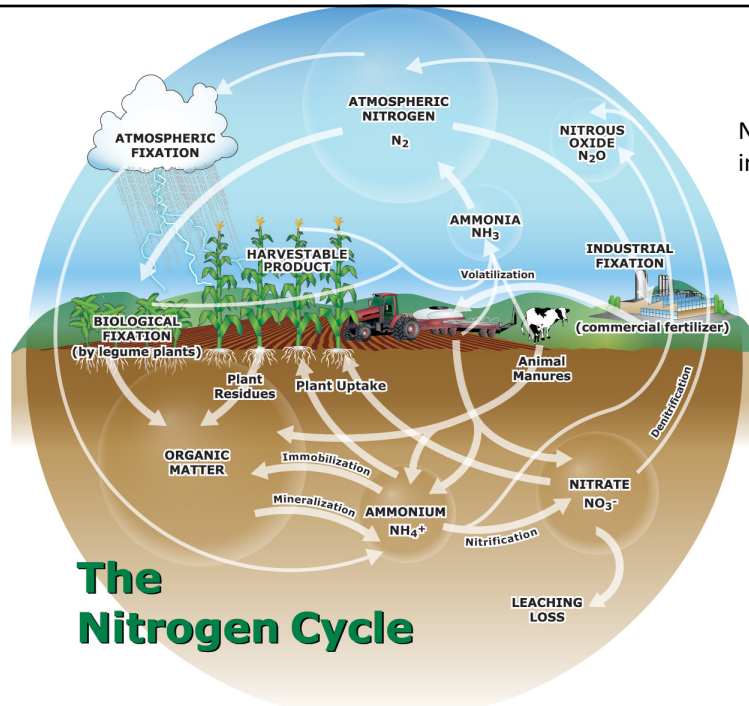 ATMOSPHERIC
NITROGEN
N₂
ATMOSPHERIC
FIXATION
NITROUS
OXIDE
N₂O
AMMONIA
NH₃
HARVESTABLE
PRODUCT
Volatilization
INDUSTRIAL
FIXATION
(commercial fertilizer)
BIOLOGICAL
FIXATION
(by legume plants)
Plant
Residues
Plant Uptake
Animal
Manures
Denitrification
ORGANIC
MATTER
Immobilization
Mineralization
AMMONIUM
NH₄⁺
Nitrification
NITRATE
NO₃⁻
LEACHING
LOSS
The
Nitrogen Cycle